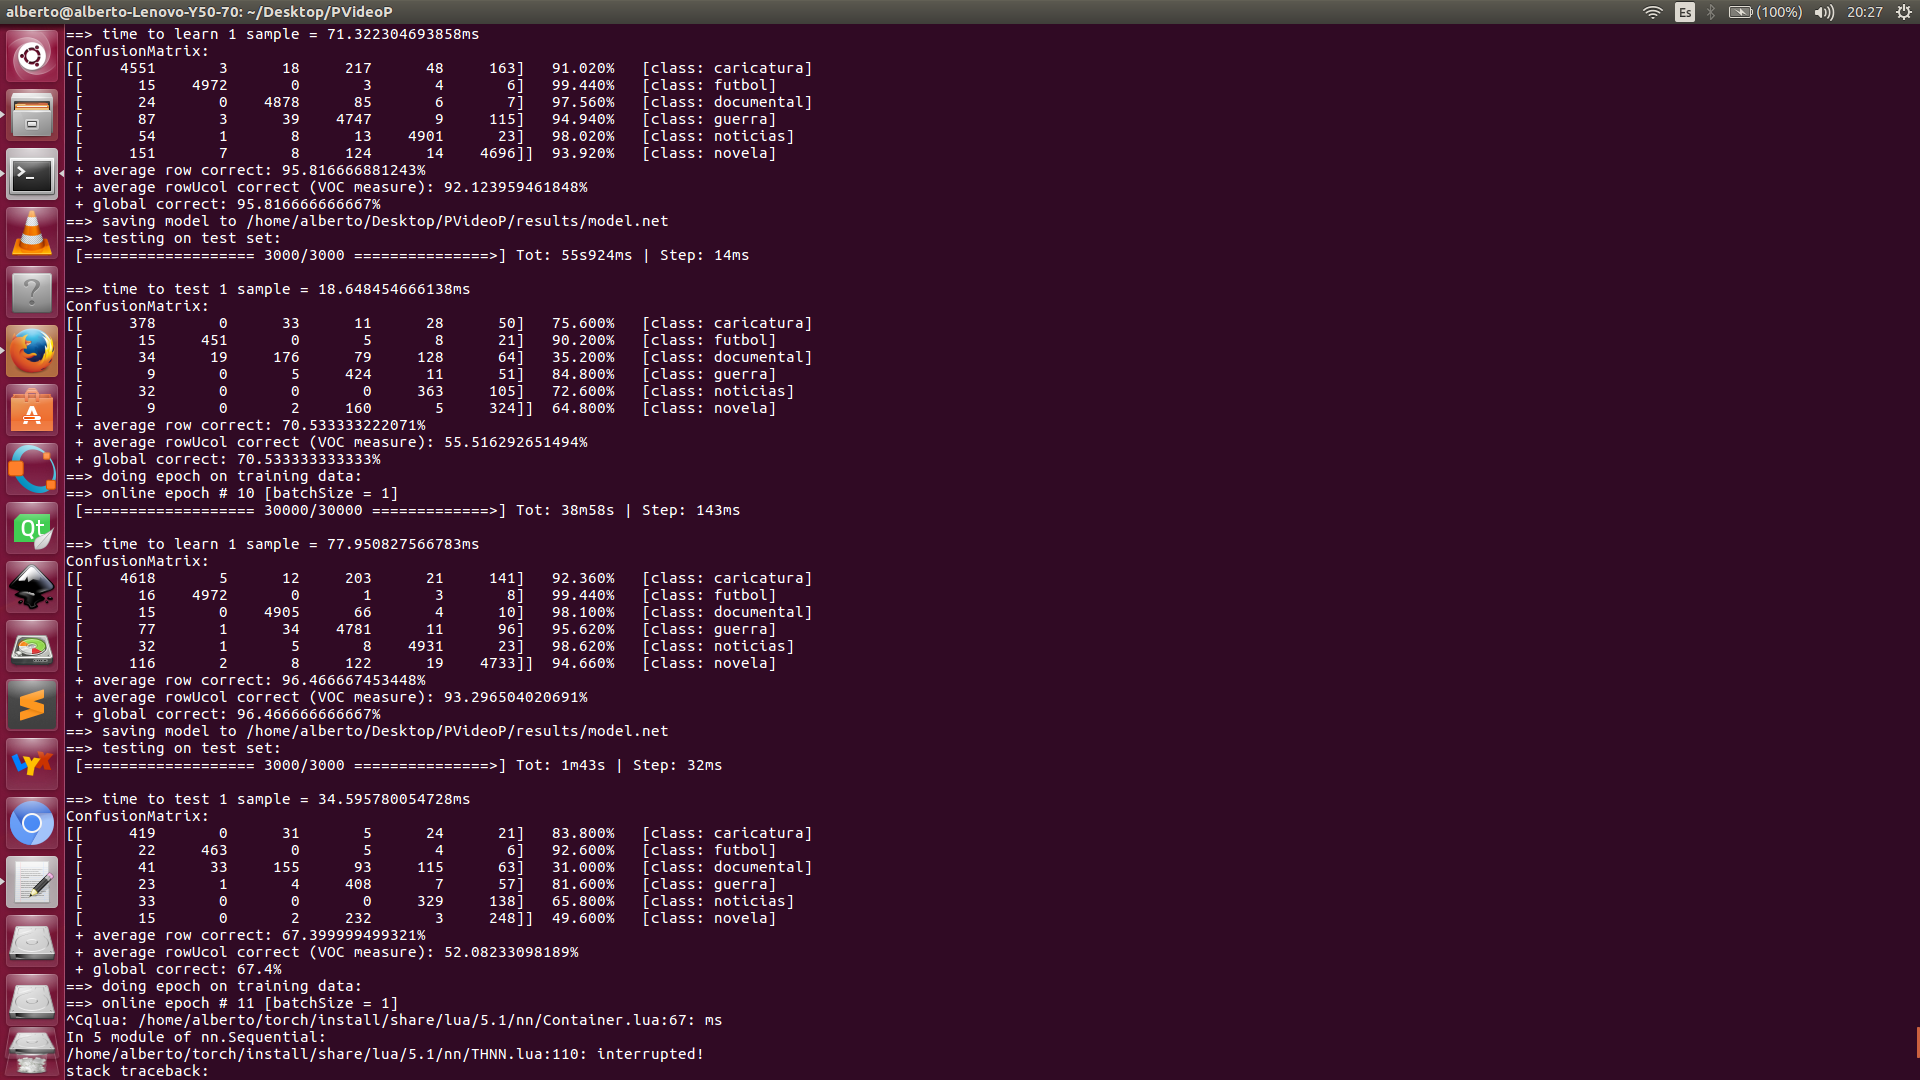 alberto@alberto-Lenovo-Y50-70: ~/Desktop/PVideoP
Es (100%) 20:27
==> time to learn 1 sample = 71.322304693858ms
ConfusionMatrix:
[[    4551       3      18     217      48     163]   91.020%   [class: caricatura]
 [      15    4972       0       3       4       6]   99.440%   [class: futbol]
 [      24       0    4878      85       6       7]   97.560%   [class: documental]
 [      87       3      39    4747       9     115]   94.940%   [class: guerra]
 [      54       1       8      13    4901      23]   98.020%   [class: noticias]
 [     151       7       8     124      14    4696]]  93.920%   [class: novela]
 + average row correct: 95.816666881243%
 + average rowUcol correct (VOC measure): 92.123959461848%
 + global correct: 95.816666666667%
==> saving model to /home/alberto/Desktop/PVideoP/results/model.net
==> testing on test set:
 [=================== 3000/3000 ===============>] Tot: 55s924ms | Step: 14ms
==> time to test 1 sample = 18.648454666138ms
ConfusionMatrix:
[[     378       0      33      11      28      50]   75.600%   [class: caricatura]
 [      15     451       0       5       8      21]   90.200%   [class: futbol]
 [      34      19     176      79     128      64]   35.200%   [class: documental]
 [       9       0       5     424      11      51]   84.800%   [class: guerra]
 [      32       0       0       0     363     105]   72.600%   [class: noticias]
 [       9       0       2     160       5     324]]  64.800%   [class: novela]
 + average row correct: 70.533333222071%
 + average rowUcol correct (VOC measure): 55.516292651494%
 + global correct: 70.533333333333%
==> doing epoch on training data:
==> online epoch # 10 [batchSize = 1]
 [=================== 30000/30000 =============>] Tot: 38m58s | Step: 143ms
==> time to learn 1 sample = 77.950827566783ms
ConfusionMatrix:
[[    4618       5      12     203      21     141]   92.360%   [class: caricatura]
 [      16    4972       0       1       3       8]   99.440%   [class: futbol]
 [      15       0    4905      66       4      10]   98.100%   [class: documental]
 [      77       1      34    4781      11      96]   95.620%   [class: guerra]
 [      32       1       5       8    4931      23]   98.620%   [class: noticias]
 [     116       2       8     122      19    4733]]  94.660%   [class: novela]
 + average row correct: 96.466667453448%
 + average rowUcol correct (VOC measure): 93.296504020691%
 + global correct: 96.466666666667%
==> saving model to /home/alberto/Desktop/PVideoP/results/model.net
==> testing on test set:
 [=================== 3000/3000 ===============>] Tot: 1m43s | Step: 32ms
==> time to test 1 sample = 34.595780054728ms
ConfusionMatrix:
[[     419       0      31       5      24      21]   83.800%   [class: caricatura]
 [      22     463       0       5       4       6]   92.600%   [class: futbol]
 [      41      33     155      93     115      63]   31.000%   [class: documental]
 [      23       1       4     408       7      57]   81.600%   [class: guerra]
 [      33       0       0       0     329     138]   65.800%   [class: noticias]
 [      15       0       2     232       3     248]]  49.600%   [class: novela]
 + average row correct: 67.399999499321%
 + average rowUcol correct (VOC measure): 52.08233098189%
 + global correct: 67.4%
==> doing epoch on training data:
==> online epoch # 11 [batchSize = 1]
^Cqlua: /home/alberto/torch/install/share/lua/5.1/nn/Container.lua:67: ms
In 5 module of nn.Sequential:
/home/alberto/torch/install/share/lua/5.1/nn/THNN.lua:110: interrupted!
stack traceback:
Qt
LyX